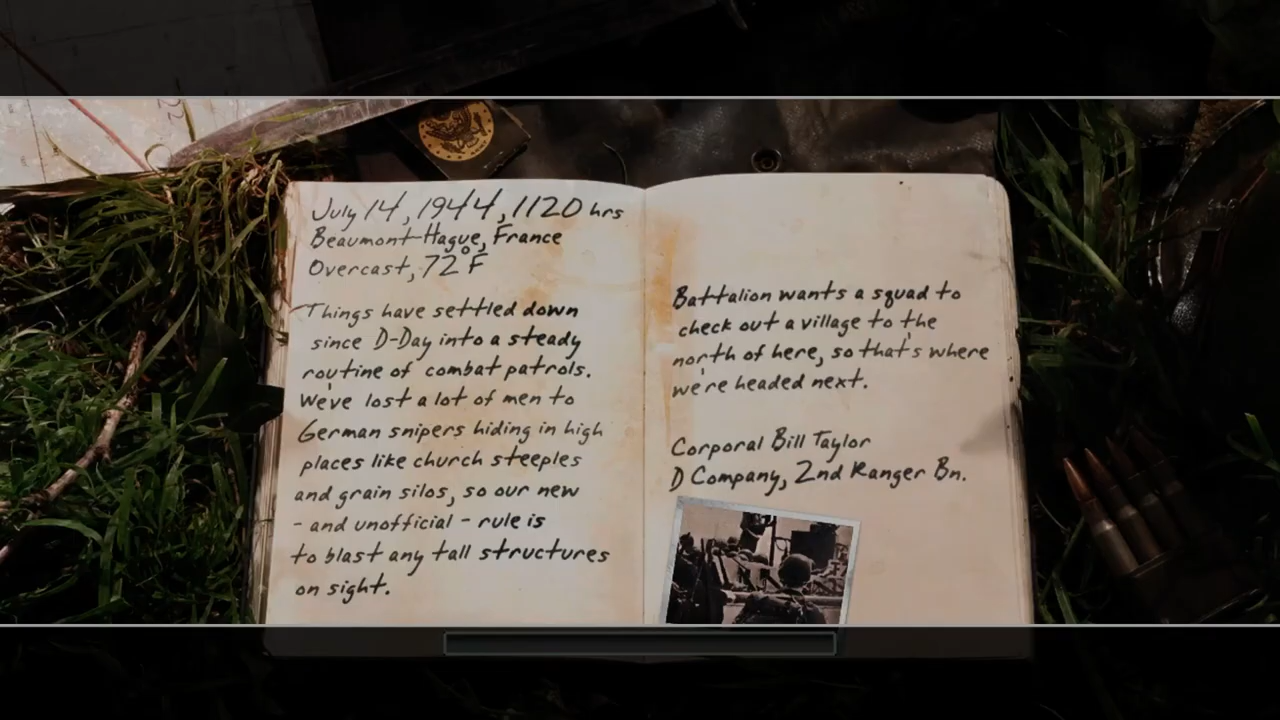 July 14, 1944, 1120 hrs
Beaumont-Hague, France
Overcast, 72°F
Things have settled down
since D-Day into a steady
routine of combat patrols.
We've lost a lot of men to
German snipers hiding in high
places like church steeples
and grain silos, so our new
- and unofficial - rule is
to blast any tall structures
on sight.
Battalion wants a squad to
check out a village to the
north of here, so that's where
we're headed next.
Corporal Bill Taylor
D Company, 2nd Ranger Bn.